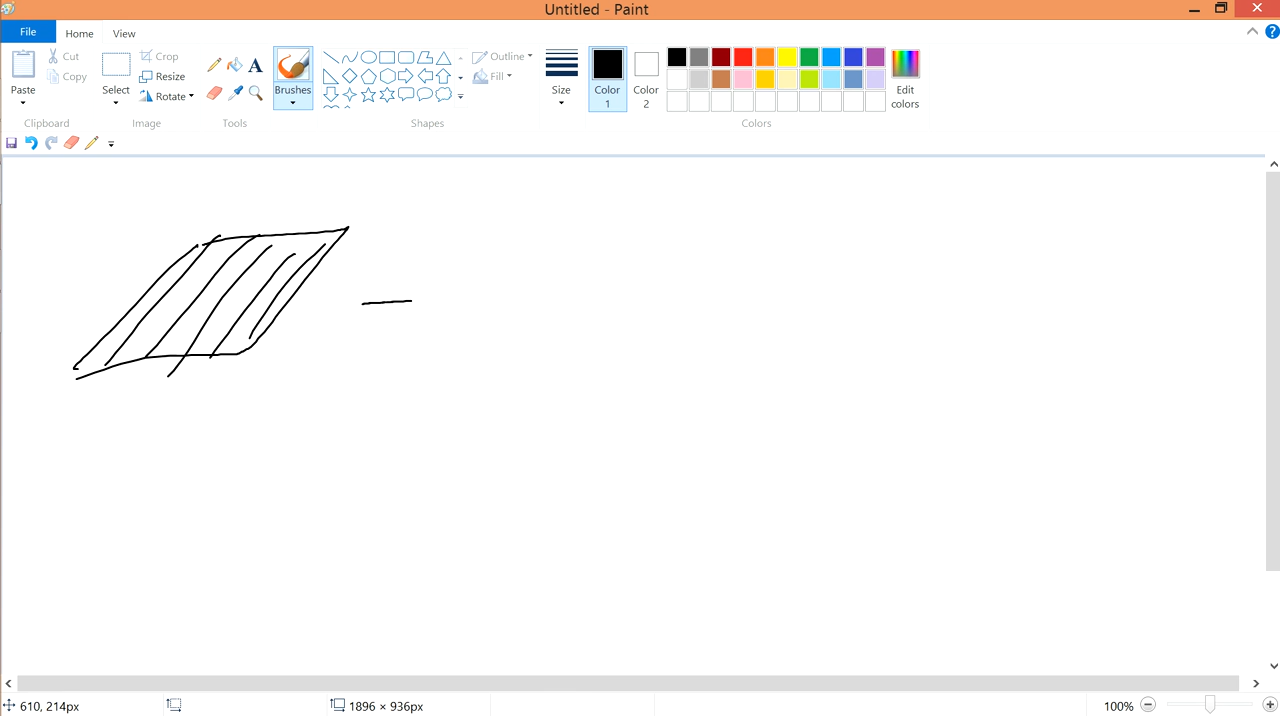 Untitled - Paint
File Home View
Cut Crop Outline
Copy Resize Fill
Paste Select Rotate A Brushes Size Color 1 Color 2 Edit colors
Clipboard Image Tools Shapes Colors
610, 214px 1896 × 936px 100%